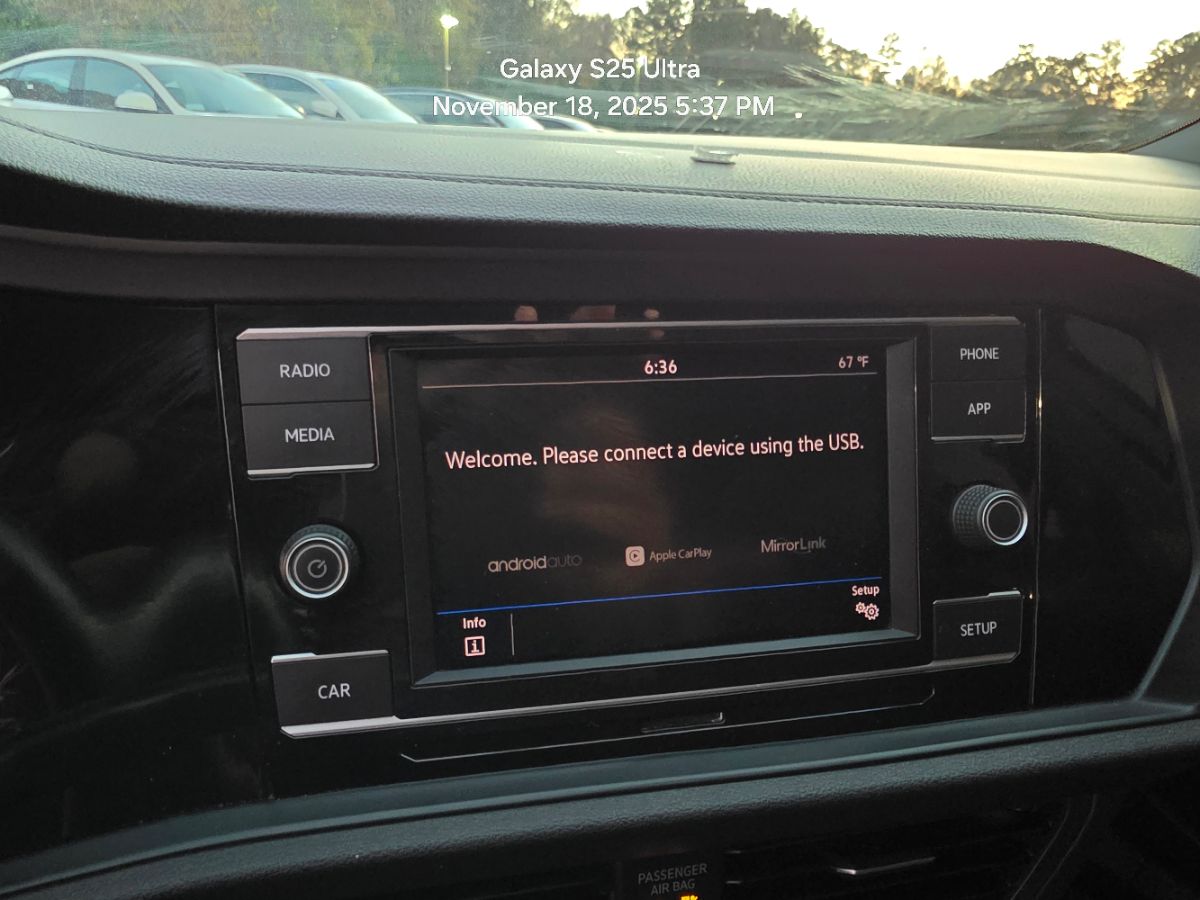 Galaxy S25 Ultra
November 18, 2025 5:37 PM
RADIO
MEDIA
CAR
6:36
67 °F
Welcome. Please connect a device using the USB.
androidauto
Apple CarPlay
MirrorLink
Info
Setup
PHONE
APP
SETUP
PASSENGER
AIR BAG